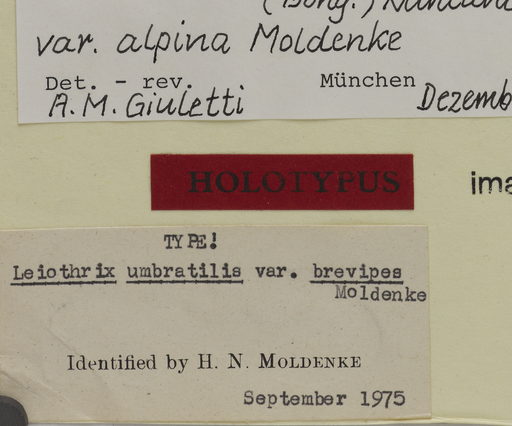 (Bong.)
var. alpina Moldenke
Det. - rev. München
A.M. Giuletti Dezemb
HOLOTYPUS
ima
TYPE!
Leiothrix umbratilis var. brevipes
Moldenke
Identified by H. N. MOLDENKE
September 1975